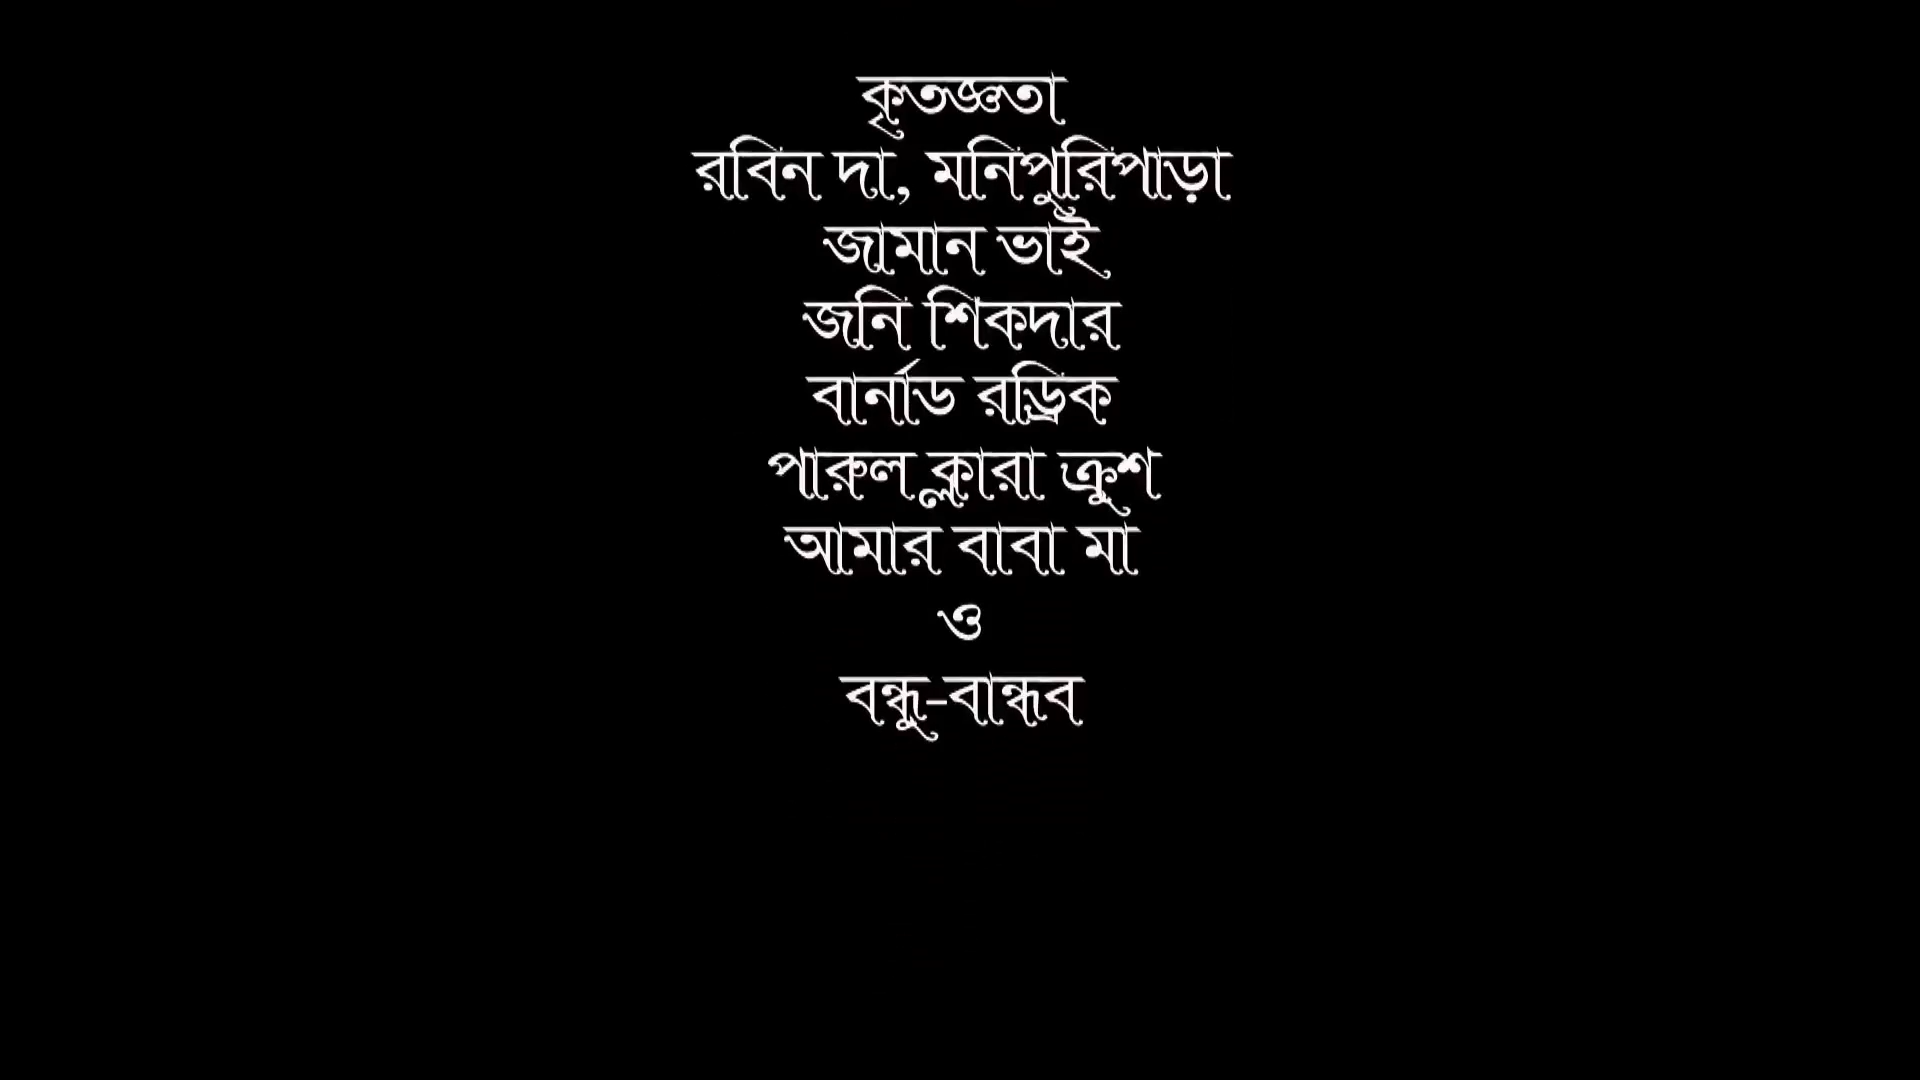 কৃতজ্ঞতা
রবিন দা, মনিপুরিপাড়া
জামান ভাই
জনি শিকদার
বার্নাড রড্রিক
পারুল ক্লারা ক্রুশ
আমার বাবা মা
ও
বন্ধু-বান্ধব